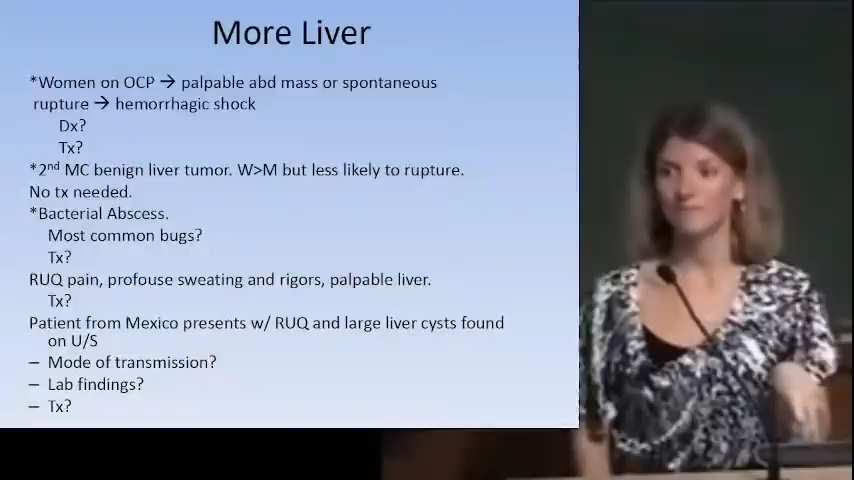 More Liver
*Women on OCP → palpable abd mass or spontaneous
rupture → hemorrhagic shock
Dx?
Tx?
*2nd MC benign liver tumor. W>M but less likely to rupture.
No tx needed.
*Bacterial Abscess.
Most common bugs?
Tx?
RUQ pain, profouse sweating and rigors, palpable liver.
Tx?
Patient from Mexico presents w/ RUQ and large liver cysts found
on U/S
– Mode of transmission?
– Lab findings?
– Tx?